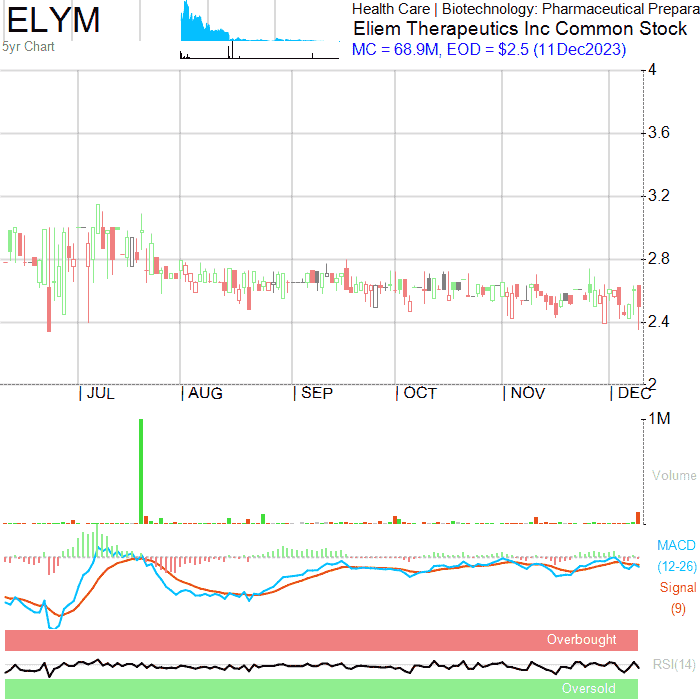 ELYM
5yr Chart
Health Care | Biotechnology: Pharmaceutical Prepara
Eliem Therapeutics Inc Common Stock
MC = 68.9M, EOD = $2.5 (11Dec2023)
4
3.6
3.2
2.8
2.4
2
| JUL | AUG | SEP | OCT | NOV | DEC
1M
Volume
MACD
(12-26)
Signal
(9)
Overbought
RSI(14)
Oversold